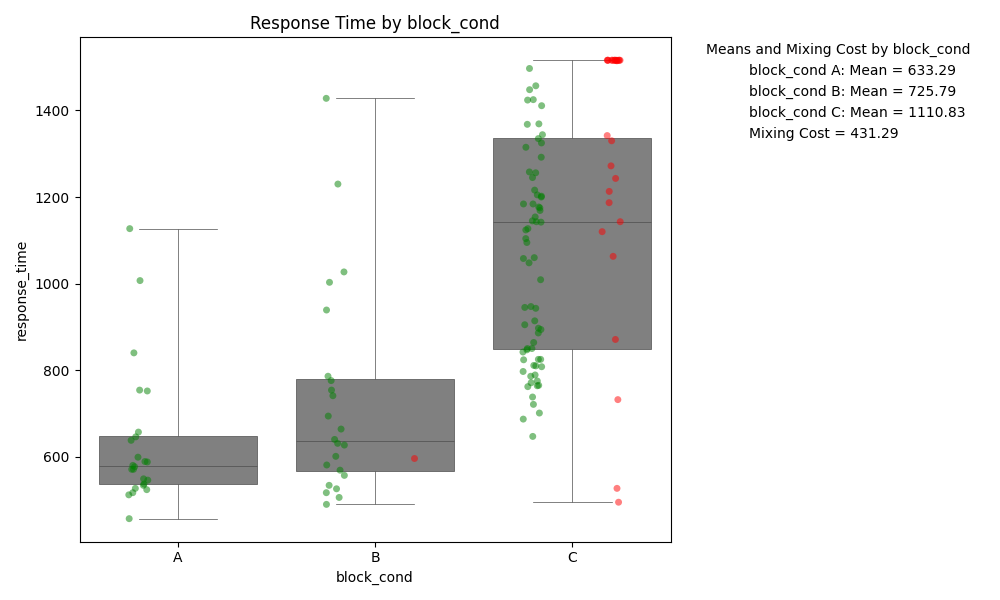 Response Time by block_cond
Means and Mixing Cost by block_cond
block_cond A: Mean = 633.29
block_cond B: Mean = 725.79
block_cond C: Mean = 1110.83
Mixing Cost = 431.29
response_time
1400
1200
1000
800
600
A
B
C
block_cond